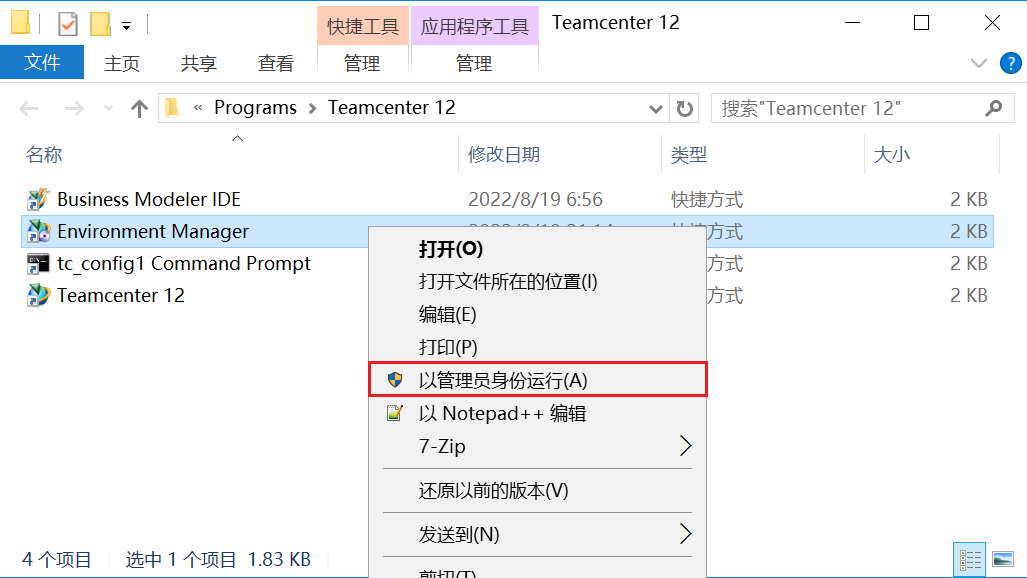 快捷工具 应用程序工具 Teamcenter 12
文件 主页 共享 查看 管理 管理 ?
« Programs > Teamcenter 12 搜索"Teamcenter 12"
名称 修改日期 类型 大小
Business Modeler IDE 2022/8/19 6:56 快捷方式 2 KB
Environment Manager 方式 2 KB
tc_config1 Command Prompt 方式 2 KB
Teamcenter 12 方式 2 KB
打开(O)
打开文件所在的位置(I)
编辑(E)
打印(P)
以管理员身份运行(A)
以 Notepad++ 编辑
7-Zip
还原以前的版本(V)
发送到(N)
剪切(T)
4 个项目 选中 1 个项目 1.83 KB